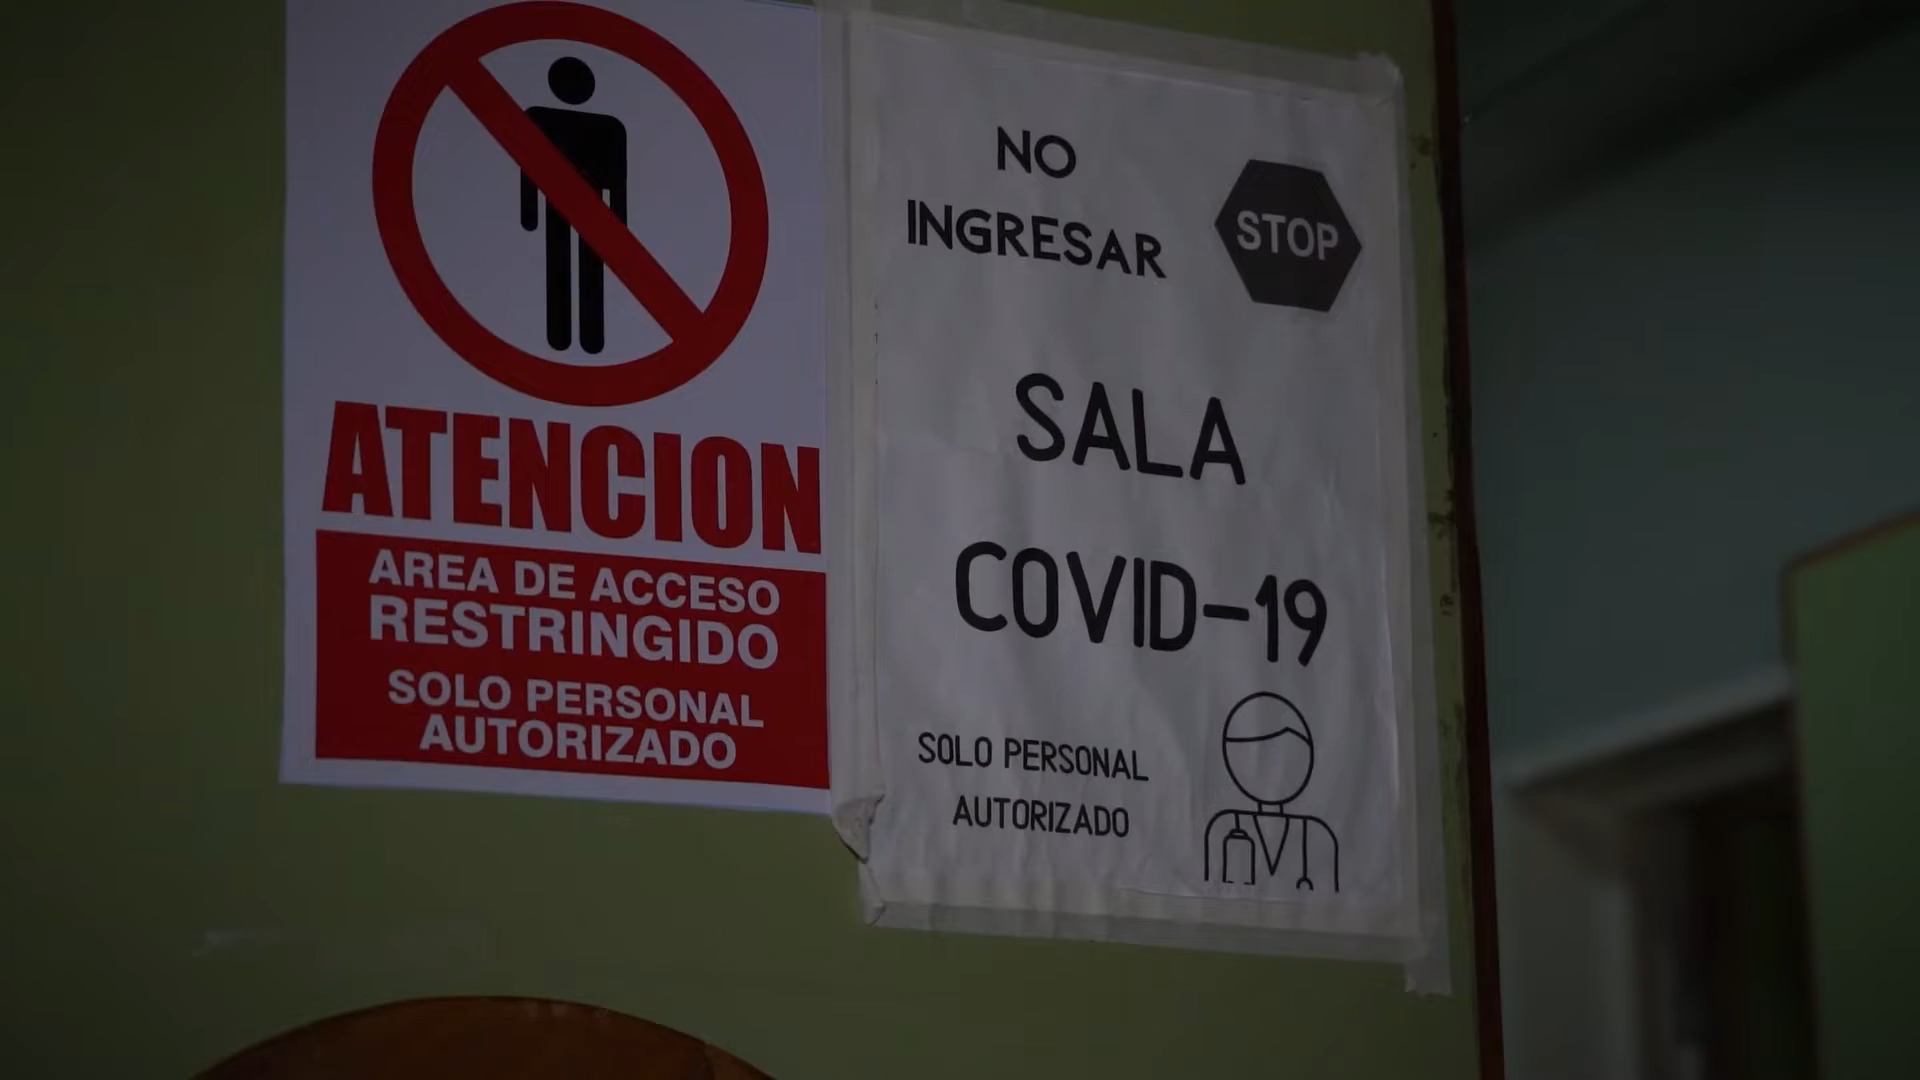 ATENCION
AREA DE ACCESO
RESTRINGIDO
SOLO PERSONAL
AUTORIZADO
NO
INGRESAR
STOP
SALA
COVID-19
SOLO PERSONAL
AUTORIZADO